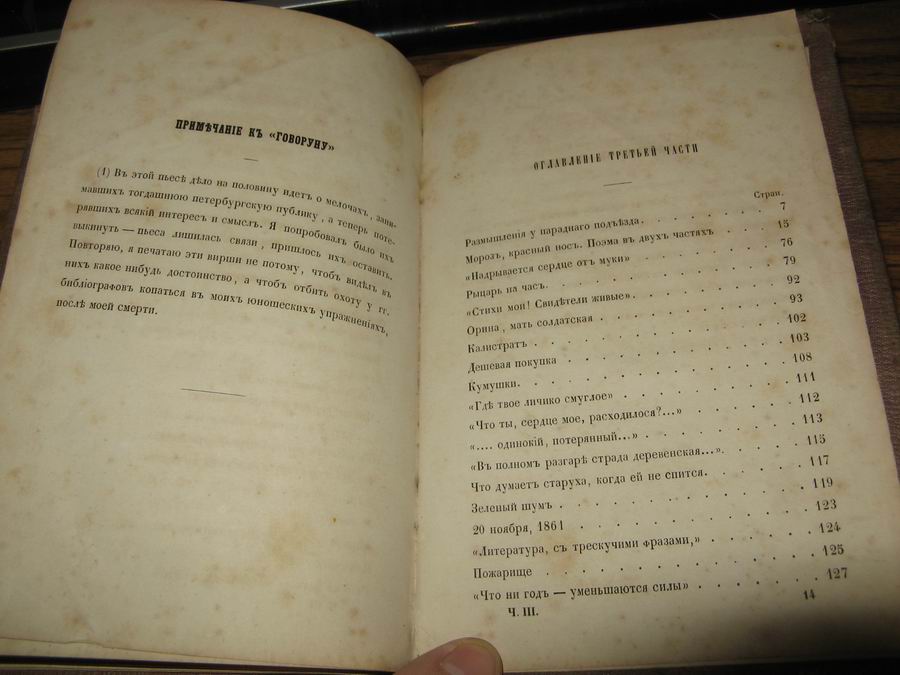 ПРИМѢЧАНІЕ КЪ «ГОВОРУНУ»
(1) Въ этой пьесѣ дѣло на половину идетъ о мелочахъ, зани-
мавшихъ тогдашнюю петербургскую публику, а теперь поте-
рявшихъ всякій интересъ и смыслъ. Я попробовалъ было ихъ
выкинуть — пьеса лишилась связи, пришлось ихъ оставить.
Повторяю, я печатаю эти вирши не потому, чтобъ видѣлъ въ
нихъ какое нибудь достоинство, а чтобъ отбить охоту у гг.
библіографовъ копаться въ моихъ юношескихъ упражненіяхъ,
послѣ моей смерти.
ОГЛАВЛЕНІЕ ТРЕТЬЕЙ ЧАСТИ
Стран.
Размышленія у параднаго подъѣзда. . . . . . . . 7
Морозъ, красный носъ. Поэма въ двухъ частяхъ . . . . 15
«Надрывается сердце отъ муки» . . . . . . . . 76
Рыцарь на часъ. . . . . . . . . . . . 79
«Стихи мои! Свидѣтели живые». . . . . . . . 92
Орина, мать солдатская . . . . . . . . . 93
Калистратъ . . . . . . . . . . . . 102
Дешевая покупка . . . . . . . . . . 103
Кумушки. . . . . . . . . . . . . 108
«Гдѣ твое личико смуглое» . . . . . . . . 111
«Что ты, сердце мое, расходилося?...» . . . . . 112
«.... одинокій, потерянный...» . . . . . . . 113
«Въ полномъ разгарѣ страда деревенская...». . . . . 115
Что думаетъ старуха, когда ей не спится. . . . . . 117
Зеленый шумъ . . . . . . . . . . . 119
20 ноября, 1861 . . . . . . . . . . 123
«Литература, съ трескучими фразами,» . . . . . . 124
Пожарище . . . . . . . . . . . . 125
«Что ни годъ — уменьшаются силы» . . . . . . 127
Ч. III. 14